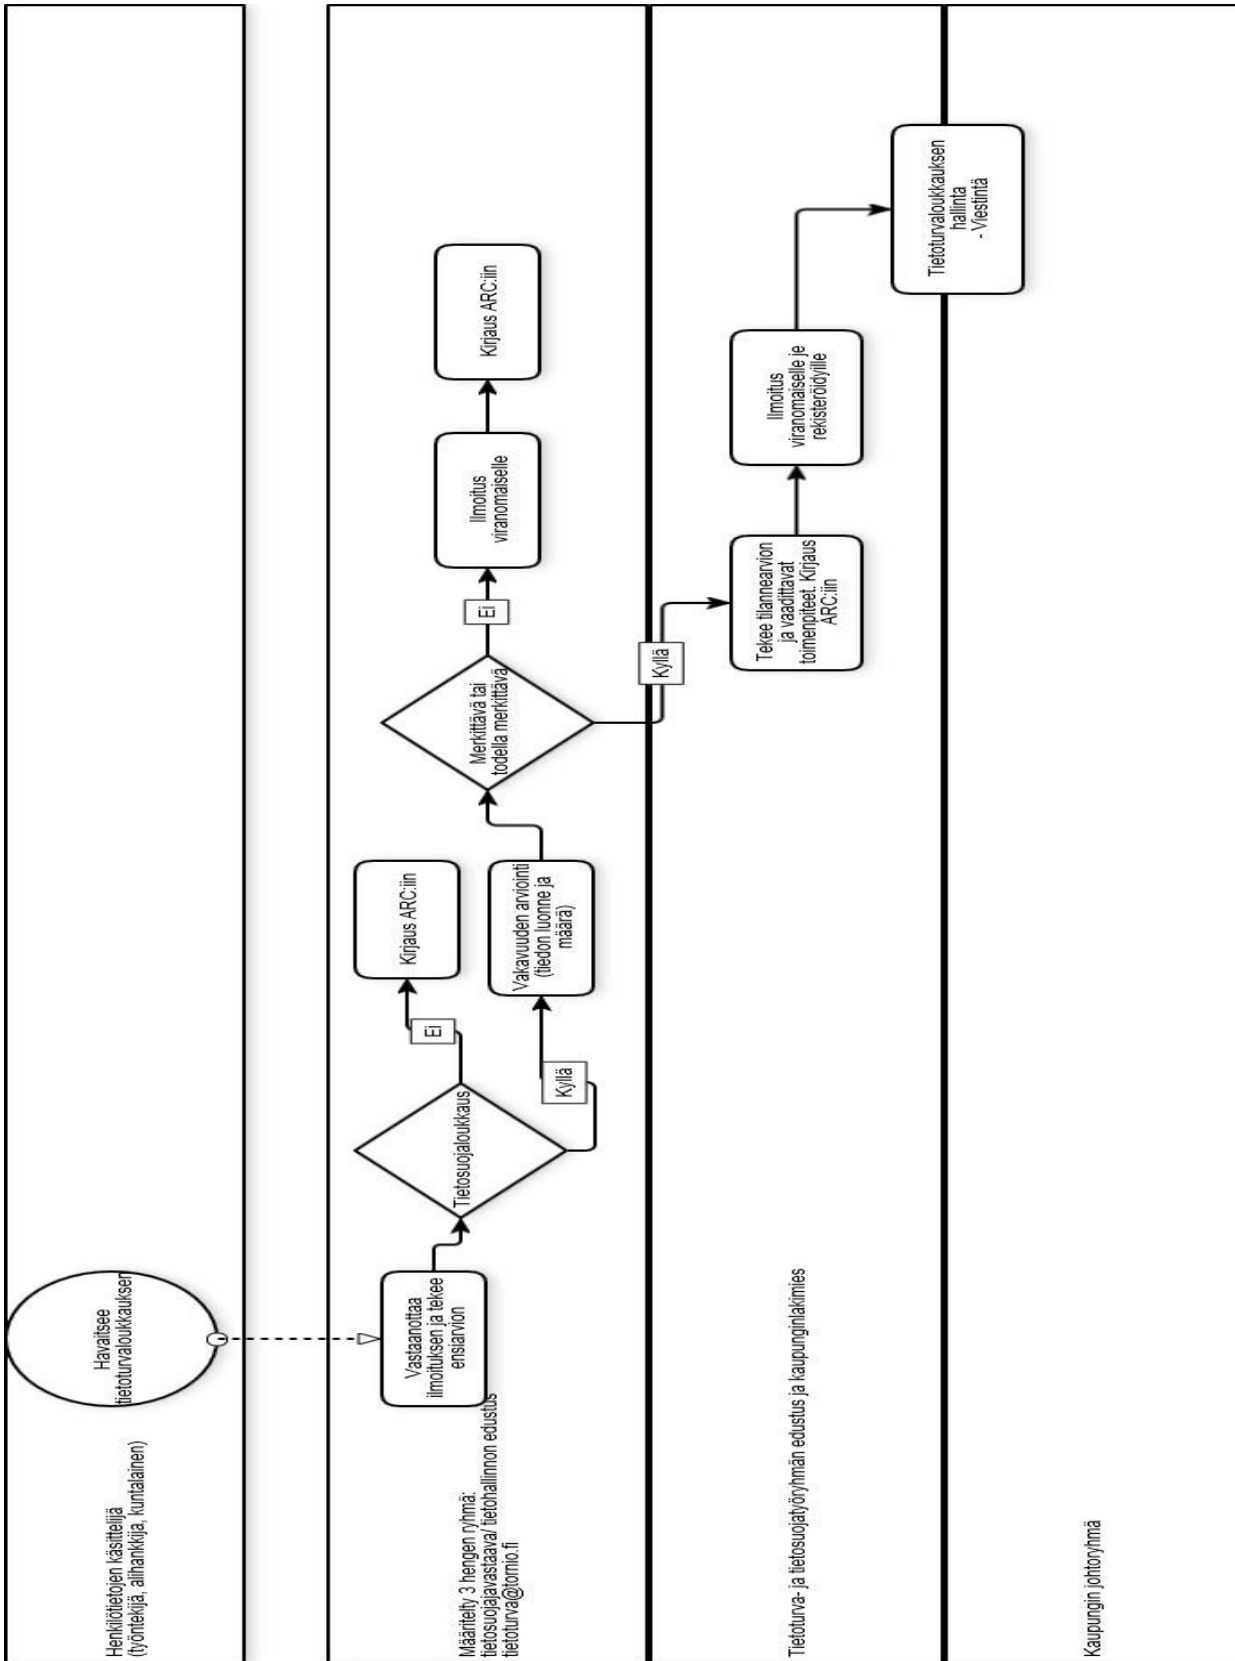 Henkilötietojen käsittelijä
(työntekijä, alihankkija, kuntalainen)
Havaitsee
tietoturvaloukkauksen
Määritelty 3 hengen ryhmä:
tietosuojajavastaava/ tietohallinnon edustus
tietoturva@tornio.fi
Vastaanottaa
ilmoituksen ja tekee
ensiarvion
Tietosuojaloukkaus
Ei
Kirjaus ARC:iin
Kyllä
Vakavuuden arviointi
(tiedon luonne ja
määrä)
Merkittävä tai
todella merkittävä
Ei
Ilmoitus
viranomaiselle
Kirjaus ARC:iin
Kyllä
Tietoturva- ja tietosuojatyöryhmän edustus ja kaupunginlakimies
Tekee tilannearvion
ja vaadittavat
toimenpiteet. Kirjaus
ARC:iin
Ilmoitus
viranomaiselle je
rekisteröidyille
Tietoturvaloukkauksen
hallinta
- Viestintä
Kaupungin johtoryhmä